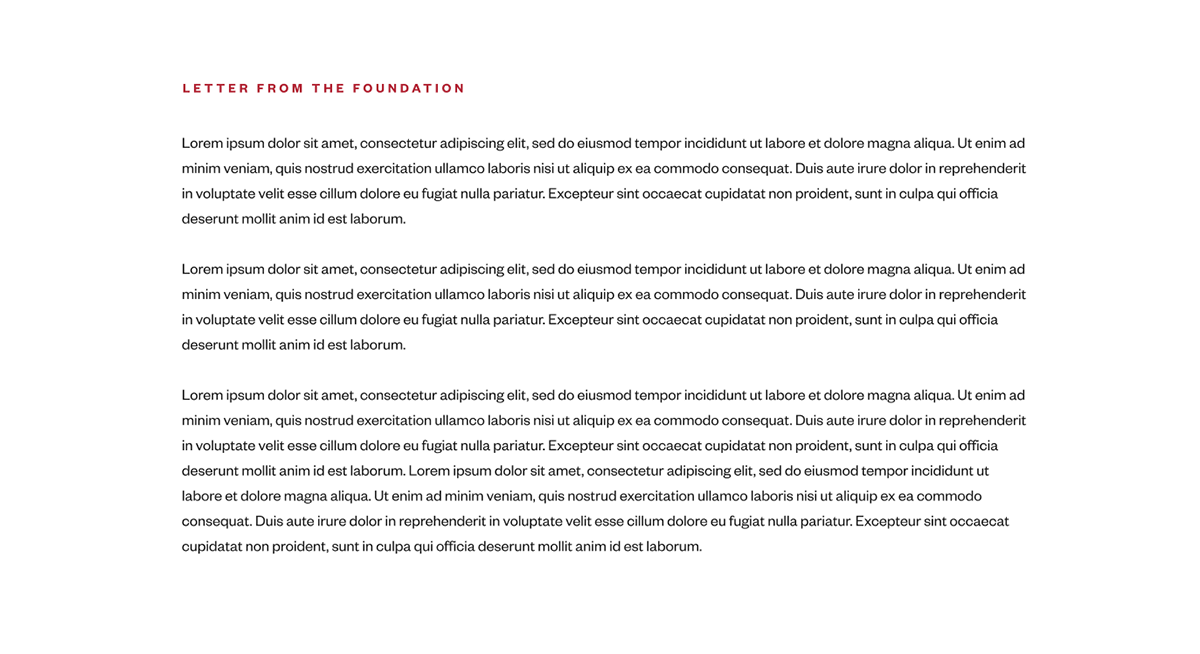 LETTER FROM THE FOUNDATION
Lorem ipsum dolor sit amet, consectetur adipiscing elit, sed do eiusmod tempor incididunt ut labore et dolore magna aliqua. Ut enim ad
minim veniam, quis nostrud exercitation ullamco laboris nisi ut aliquip ex ea commodo consequat. Duis aute irure dolor in reprehenderit
in voluptate velit esse cillum dolore eu fugiat nulla pariatur. Excepteur sint occaecat cupidatat non proident, sunt in culpa qui officia
deserunt mollit anim id est laborum.
Lorem ipsum dolor sit amet, consectetur adipiscing elit, sed do eiusmod tempor incididunt ut labore et dolore magna aliqua. Ut enim ad
minim veniam, quis nostrud exercitation ullamco laboris nisi ut aliquip ex ea commodo consequat. Duis aute irure dolor in reprehenderit
in voluptate velit esse cillum dolore eu fugiat nulla pariatur. Excepteur sint occaecat cupidatat non proident, sunt in culpa qui officia
deserunt mollit anim id est laborum.
Lorem ipsum dolor sit amet, consectetur adipiscing elit, sed do eiusmod tempor incididunt ut labore et dolore magna aliqua. Ut enim ad
minim veniam, quis nostrud exercitation ullamco laboris nisi ut aliquip ex ea commodo consequat. Duis aute irure dolor in reprehenderit
in voluptate velit esse cillum dolore eu fugiat nulla pariatur. Excepteur sint occaecat cupidatat non proident, sunt in culpa qui officia
deserunt mollit anim id est laborum. Lorem ipsum dolor sit amet, consectetur adipiscing elit, sed do eiusmod tempor incididunt ut
labore et dolore magna aliqua. Ut enim ad minim veniam, quis nostrud exercitation ullamco laboris nisi ut aliquip ex ea commodo
consequat. Duis aute irure dolor in reprehenderit in voluptate velit esse cillum dolore eu fugiat nulla pariatur. Excepteur sint occaecat
cupidatat non proident, sunt in culpa qui officia deserunt mollit anim id est laborum.